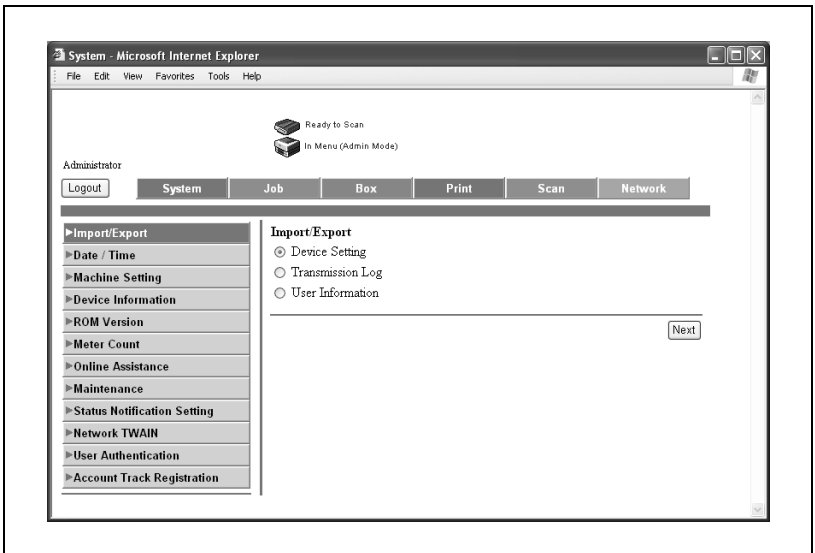 System - Microsoft Internet Explorer
File Edit View Favorites Tools Help
Ready to Scan
In Menu (Admin Mode)
Administrator
Logout System Job Box Print Scan Network
Import/Export
Date / Time
Machine Setting
Device Information
ROM Version
Meter Count
Online Assistance
Maintenance
Status Notification Setting
Network TWAIN
User Authentication
Account Track Registration
Import/Export
Device Setting
Transmission Log
User Information
Next